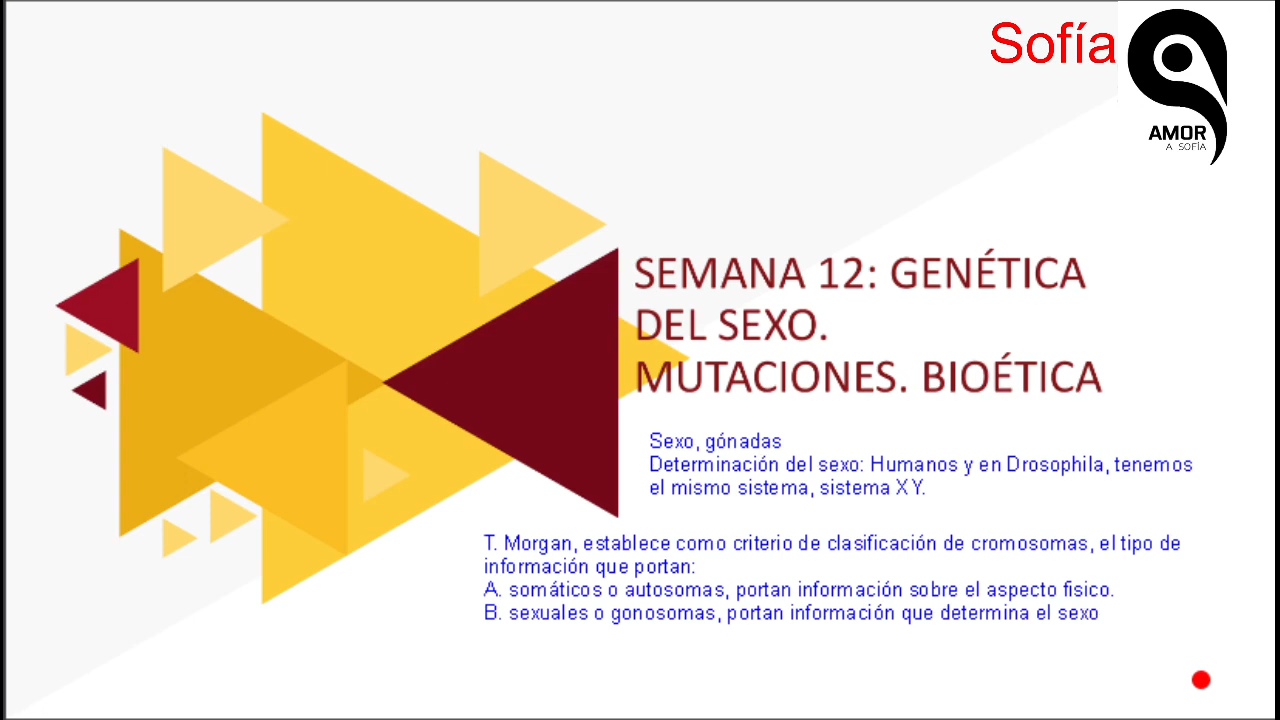 Sofía
AMOR
A SOFÍA
SEMANA 12: GENÉTICA
DEL SEXO.
MUTACIONES. BIOÉTICA
Sexo, gónadas
Determinación del sexo: Humanos y en Drosophila, tenemos
el mismo sistema, sistema XY.
T. Morgan, establece como criterio de clasificación de cromosomas, el tipo de
información que portan:
A. somáticos o autosomas, portan información sobre el aspecto fisico.
B. sexuales o gonosomas, portan información que determina el sexo